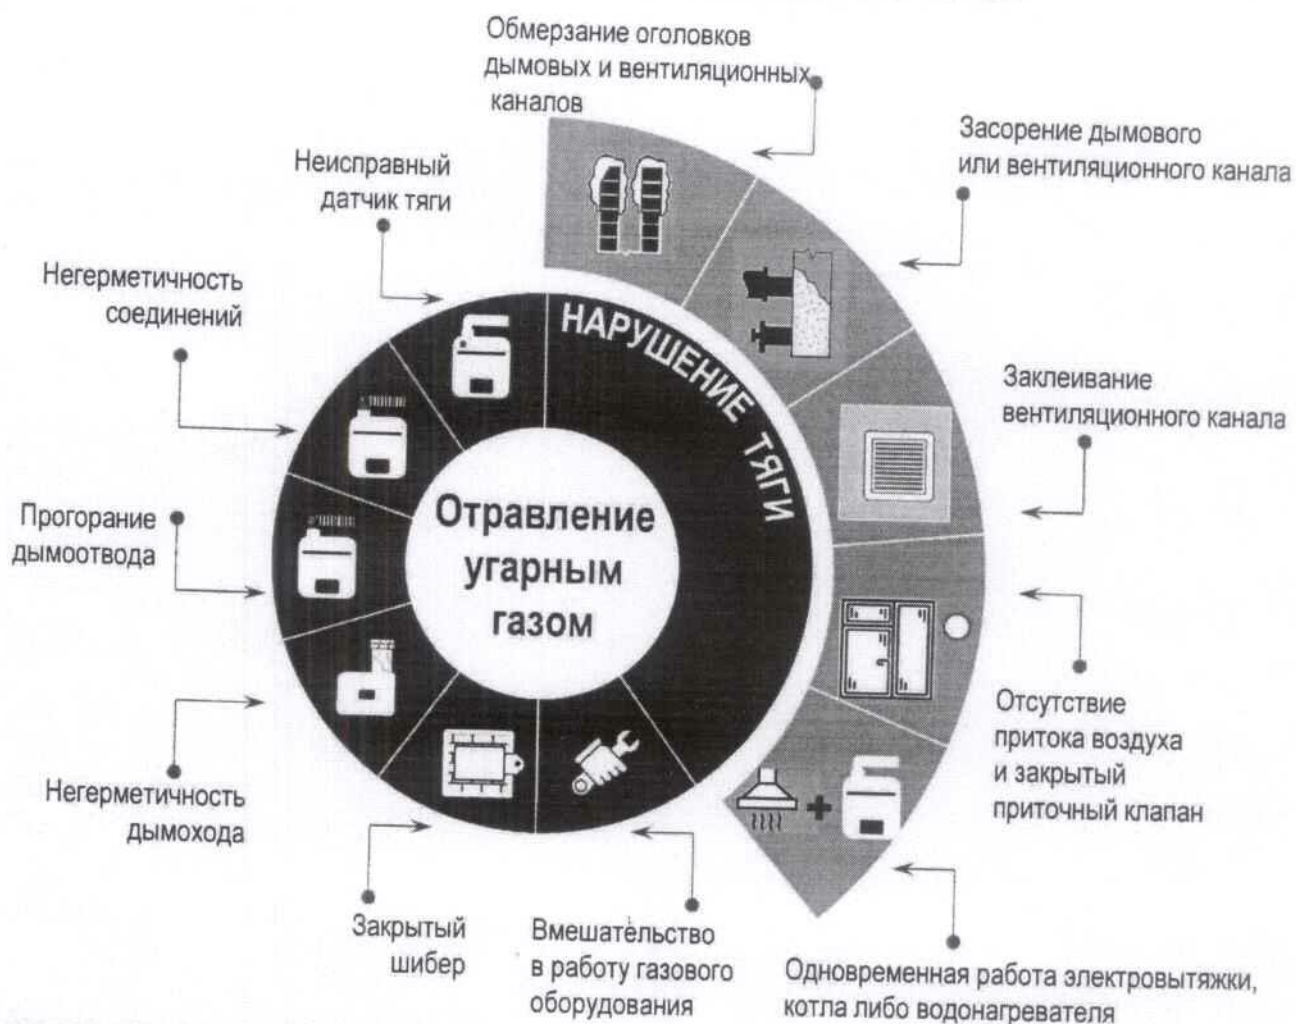 Обмерзание оголовков
дымовых и вентиляционных
каналов
Засорение дымового
или вентиляционного канала
Неисправный
датчик тяги
Негерметичность
соединений
НАРУШЕНИЕ ТЯГИ
Заклеивание
вентиляционного канала
Прогорание
дымоотвода
Отравление
угарным
газом
Отсутствие
притока воздуха
и закрытый
приточный клапан
Негерметичность
дымохода
Закрытый
шибер
Вмешательство
в работу газового
оборудования
Одновременная работа электровытяжки,
котла либо водонагревателя